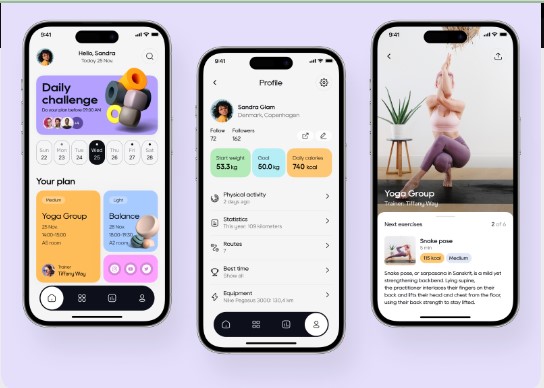 9:41
Hello, Sandra
Today 25 Nov.
Daily
challenge
Do your plan before 09:00 AM
+4
Sun Mon Tue Wed Thu Fri Sat
22 23 24 25 26 27 28
Your plan
Medium
Yoga Group
25 Nov.
14:00-15:00
A5 room
Trainer
Tiffany Way
Light
Balance
28 Nov.
18:00-19:30
A2 room
9:41
Profile
Sandra Glam
Denmark, Copenhagen
Follow
72
Followers
162
Start weight
53.3 kg
Goal
50.0 kg
Daily calories
740 kcal
Physical activity
2 days ago
Statistics
This year: 109 kilometers
Routes
7
Best time
Show all
Equipment
Nike Pegasus
9:41
Yoga Group
Trainer: Tiffany Way
Next exercises
2 of 6
Snake pose
5 min
115 kcal
Medium
Snake pose, or sarpasana in Sanskrit, is a mild yet
strengthening backbend. Lying supine,
the practitioner interlaces their fingers on their
back and lifts their head and chest from the floor,
using their back strength to stay lifted.